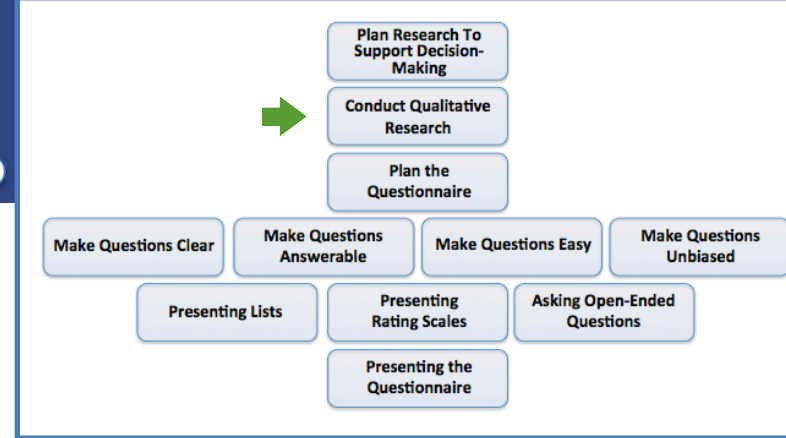 Plan Research To
Support Decision-
Making
Conduct Qualitative
Research
Plan the
Questionnaire
Make Questions Clear
Make Questions
Answerable
Make Questions Easy
Make Questions
Unbiased
Presenting Lists
Presenting
Rating Scales
Asking Open-Ended
Questions
Presenting the
Questionnaire